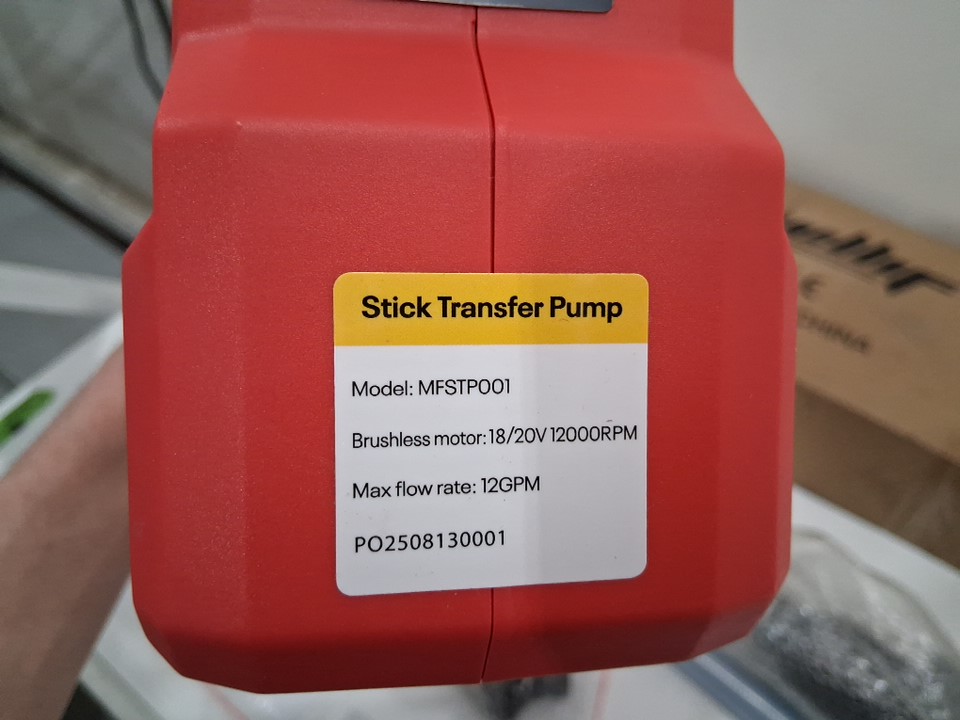 Stick Transfer Pump
Model: MFSTP001
Brushless motor: 18/20V 12000RPM
Max flow rate: 12GPM
PO2508130001